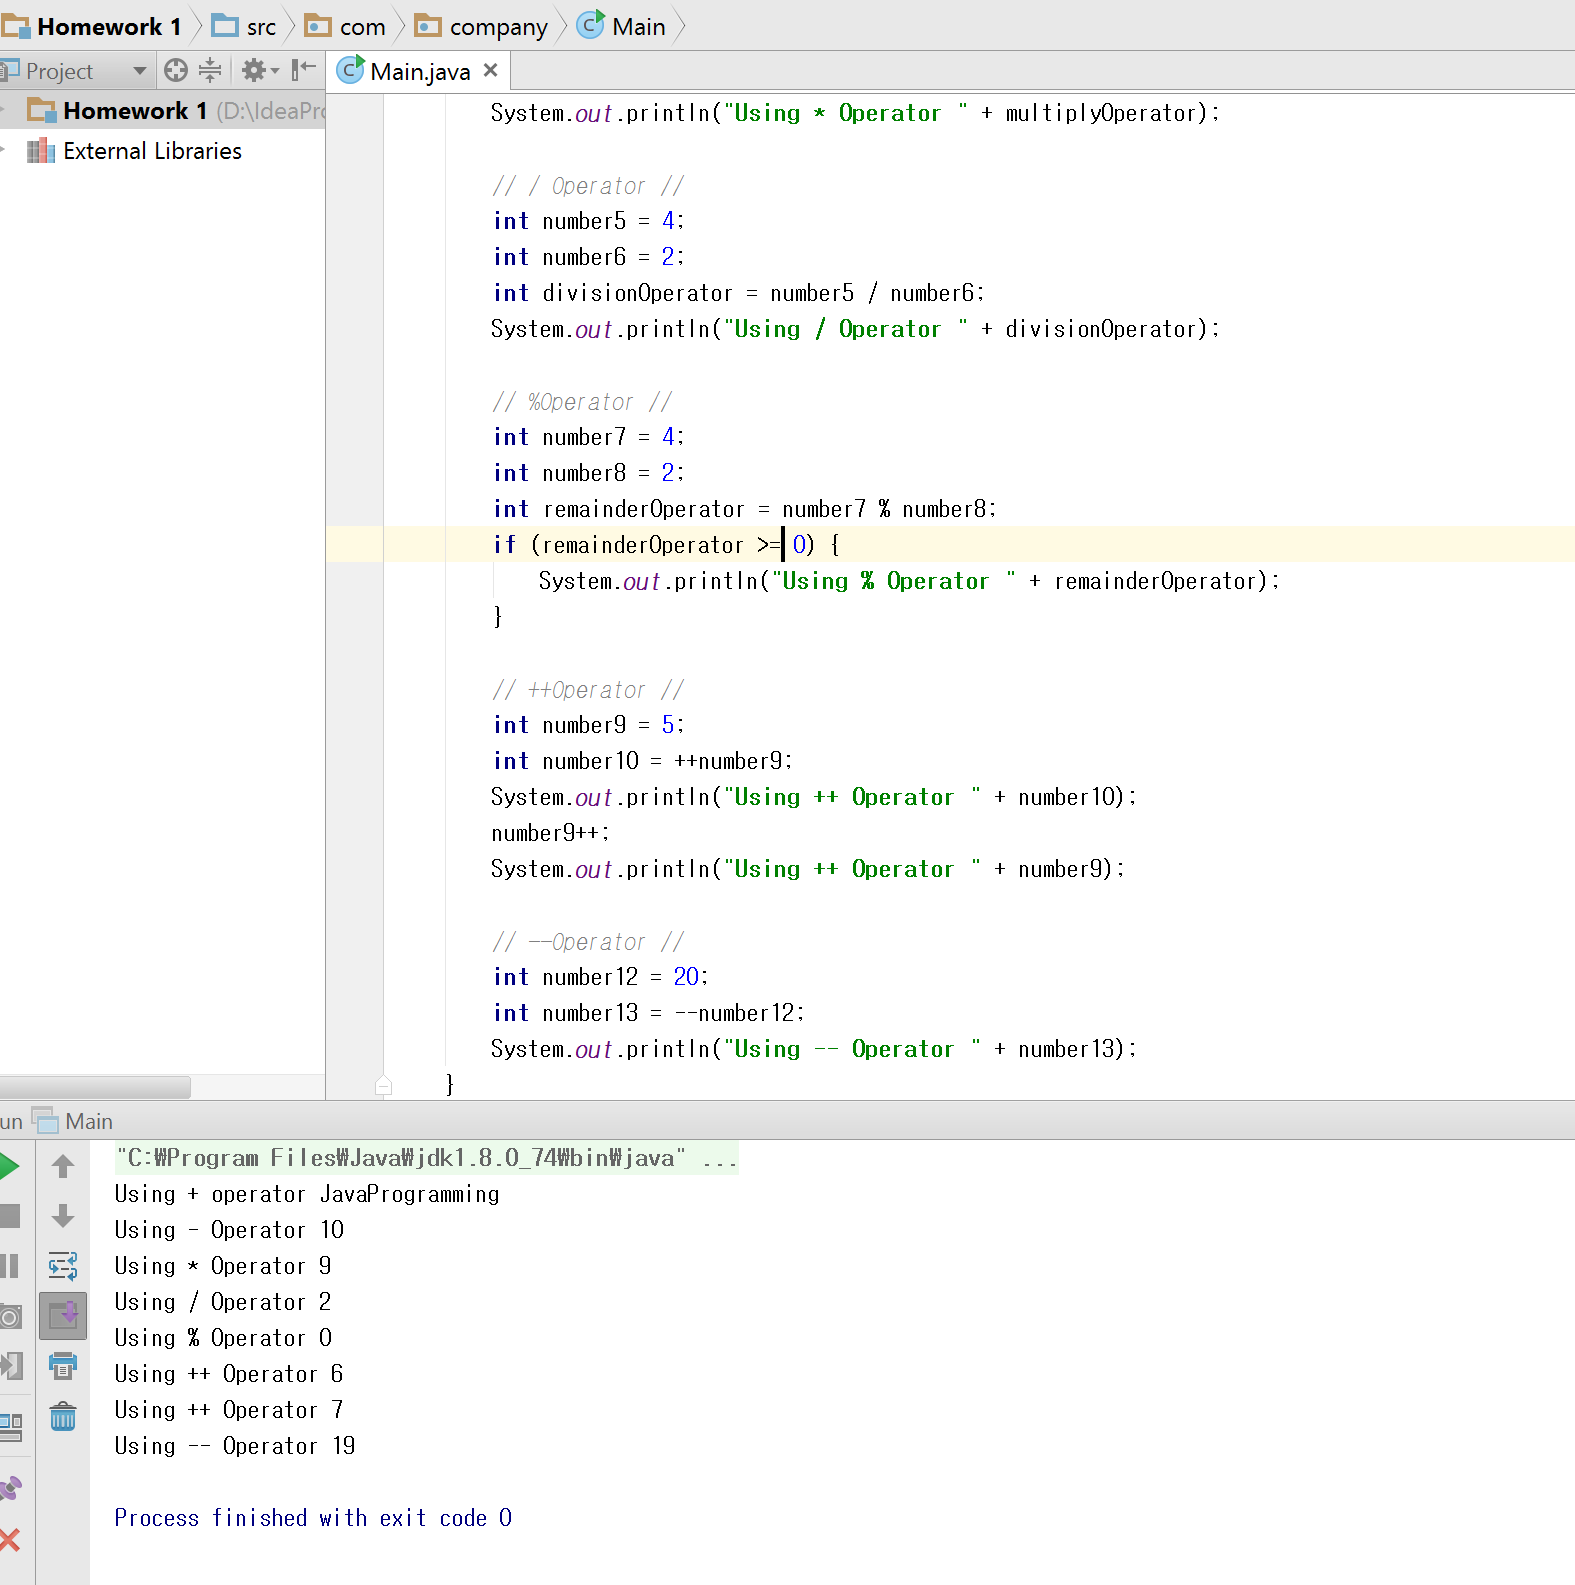 Homework 1 src com company Main
Project
Main.java
Homework 1 (D:\IdeaPro
External Libraries
System.out.println("Using * Operator " + multiplyOperator);
// / Operator //
int number5 = 4;
int number6 = 2;
int divisionOperator = number5 / number6;
System.out.println("Using / Operator " + divisionOperator);
// %Operator //
int number7 = 4;
int number8 = 2;
int remainderOperator = number7 % number8;
if (remainderOperator >= 0) {
System.out.println("Using % Operator " + remainderOperator);
}
// ++Operator //
int number9 = 5;
int number10 = ++number9;
System.out.println("Using ++ Operator " + number10);
number9++;
System.out.println("Using ++ Operator " + number9);
// --Operator //
int number12 = 20;
int number13 = --number12;
System.out.println("Using -- Operator " + number13);
}
un Main
"C:₩Program Files₩Java₩jdk1.8.0_74₩bin₩java" ...
Using + operator JavaProgramming
Using - Operator 10
Using * Operator 9
Using / Operator 2
Using % Operator 0
Using ++ Operator 6
Using ++ Operator 7
Using -- Operator 19
Process finished with exit code 0